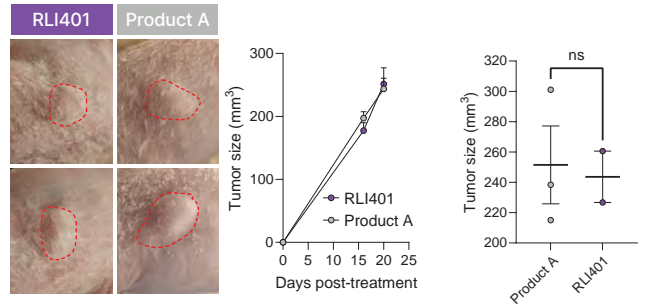 RLI401
Product A
Tumor size (mm3)
300
200
100
0
0
5
10
15
20
25
Days post-treatment
RLI401
Product A
Tumor size (mm3)
320
300
280
260
240
220
200
ns
Product A
RLI401